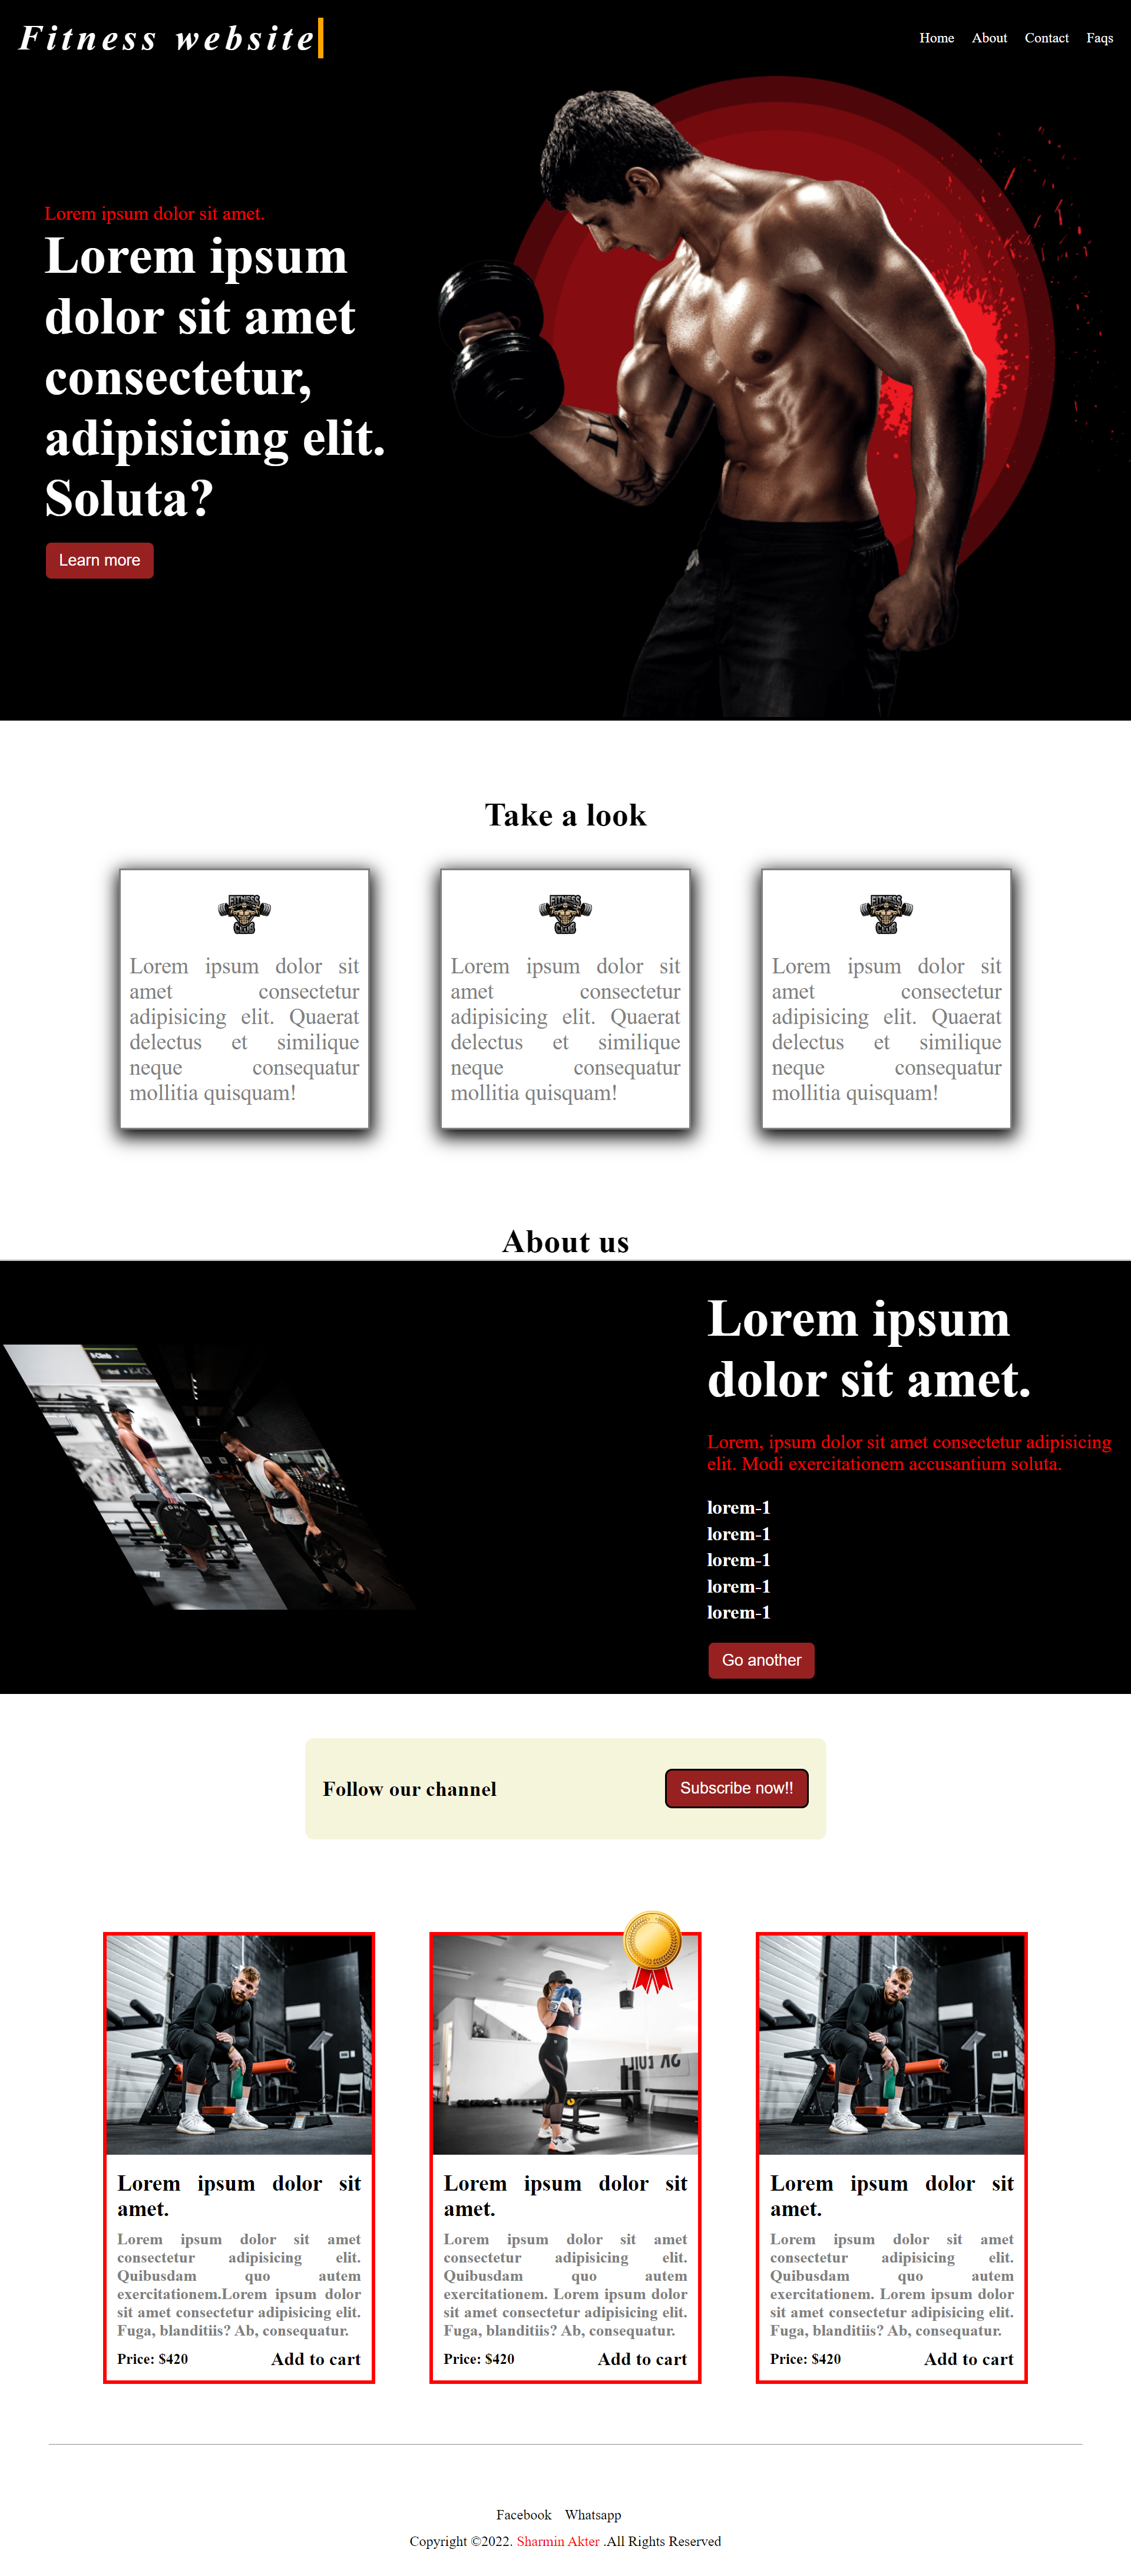 Fitness website
Home About Contact Faqs
Lorem ipsum dolor sit amet.
Lorem ipsum
dolor sit amet
consectetur,
adipisicing elit.
Soluta?
Learn more
Take a look
FITNESS
CLUB
Lorem ipsum dolor sit
amet consectetur
adipisicing elit. Quaerat
delectus et similique
neque consequatur
mollitia quisquam!
FITNESS
CLUB
Lorem ipsum dolor sit
amet consectetur
adipisicing elit. Quaerat
delectus et similique
neque consequatur
mollitia quisquam!
FITNESS
CLUB
Lorem ipsum dolor sit
amet consectetur
adipisicing elit. Quaerat
delectus et similique
neque consequatur
mollitia quisquam!
About us
Lorem ipsum
dolor sit amet.
Lorem, ipsum dolor sit amet consectetur adipisicing
elit. Modi exercitationem accusantium soluta.
lorem-1
lorem-1
lorem-1
lorem-1
lorem-1
Go another
Follow our channel
Subscribe now!!
Lorem ipsum dolor sit
amet.
Lorem ipsum dolor sit amet
consectetur adipisicing elit.
Quibusdam quo autem
exercitationem.Lorem ipsum dolor
sit amet consectetur adipisicing elit.
Fuga, blanditiis? Ab, consequatur.
Price: $420 Add to cart
Lorem ipsum dolor sit
amet.
Lorem ipsum dolor sit amet
consectetur adipisicing elit.
Quibusdam quo autem
exercitationem. Lorem ipsum dolor
sit amet consectetur adipisicing elit.
Fuga, blanditiis? Ab, consequatur.
Price: $420 Add to cart
Lorem ipsum dolor sit
amet.
Lorem ipsum dolor sit amet
consectetur adipisicing elit.
Quibusdam quo autem
exercitationem. Lorem ipsum dolor
sit amet consectetur adipisicing elit.
Fuga, blanditiis? Ab, consequatur.
Price: $420 Add to cart
Facebook Whatsapp
Copyright ©2022. Sharmin Akter .All Rights Reserved